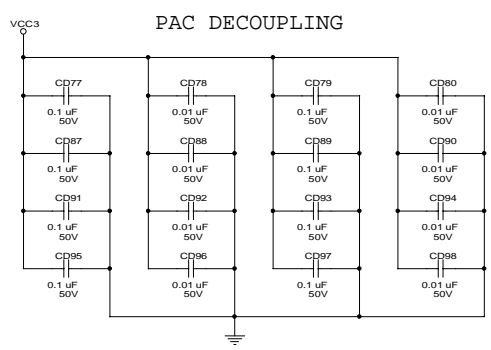 PAC DECOUPLING
VCC3
CD77 CD78 CD79 CD80
0.1 uF 0.01 uF 0.1 uF 0.01 uF
50V 50V 50V 50V
CD87 CD88 CD89 CD90
0.1 uF 0.01 uF 0.1 uF 0.01 uF
50V 50V 50V 50V
CD91 CD92 CD93 CD94
0.1 uF 0.01 uF 0.1 uF 0.01 uF
50V 50V 50V 50V
CD95 CD96 CD97 CD98
0.1 uF 0.01 uF 0.1 uF 0.01 uF
50V 50V 50V 50V